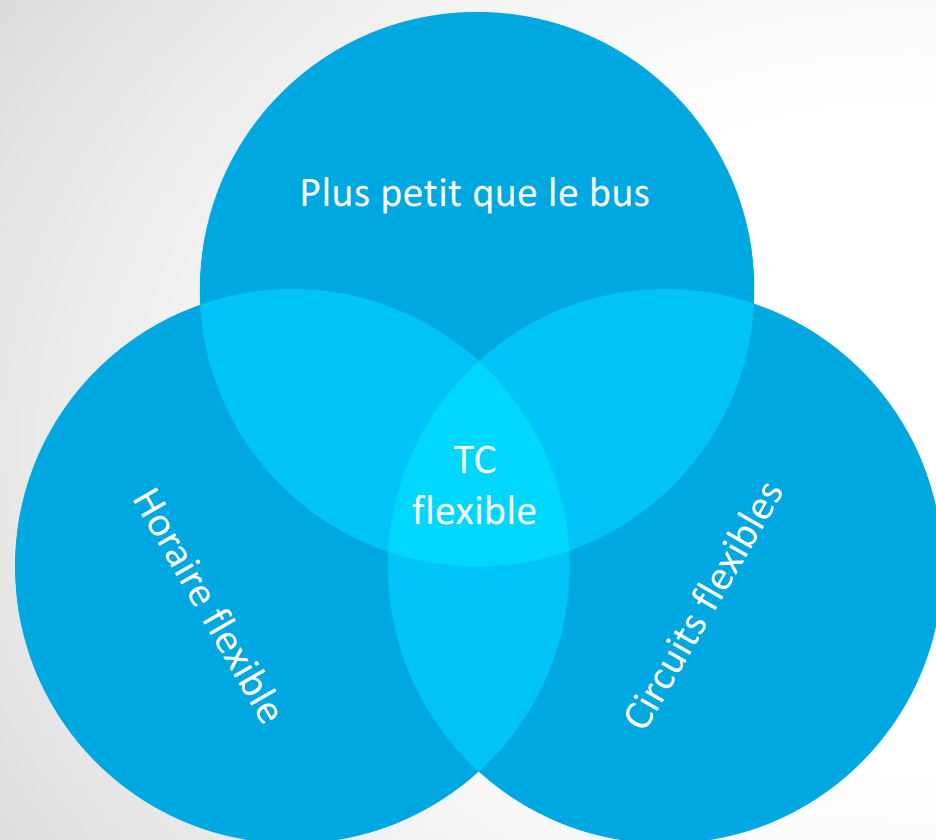 Plus petit que le bus
TC
flexible
Horaire flexible
Circuits flexibles